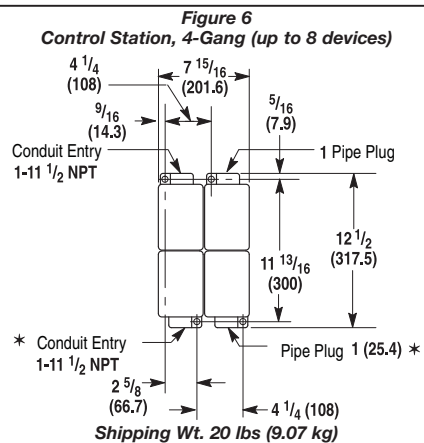 Figure 6
Control Station, 4-Gang (up to 8 devices)
4 1/4
(108)
7 15/16
(201.6)
9/16
(14.3)
5/16
(7.9)
Conduit Entry
1-11 1/2 NPT
1 Pipe Plug
12 1/2
(317.5)
11 13/16
(300)
✶ Conduit Entry
1-11 1/2 NPT
Pipe Plug 1 (25.4) ✶
2 5/8
(66.7)
4 1/4 (108)
Shipping Wt. 20 lbs (9.07 kg)